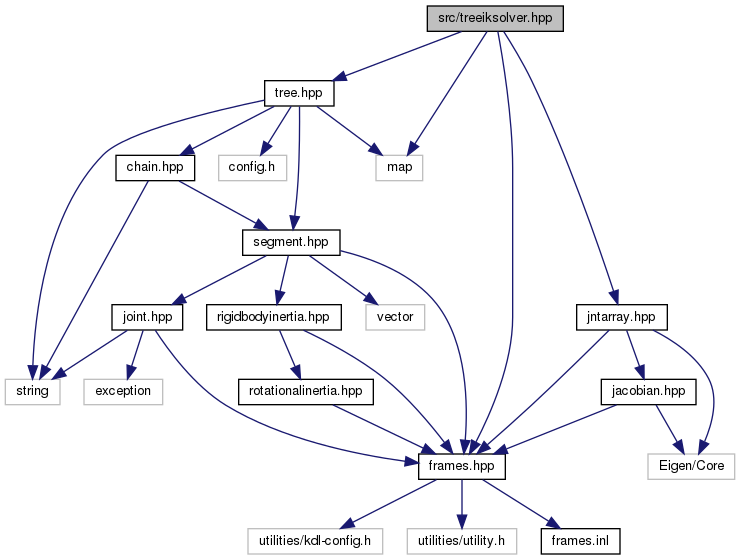 src/treeiksolver.hpp
tree.hpp
chain.hpp
config.h
map
segment.hpp
joint.hpp
rigidbodyinertia.hpp
vector
jntarray.hpp
string
exception
rotationalinertia.hpp
jacobian.hpp
frames.hpp
Eigen/Core
utilities/kdl-config.h
utilities/utility.h
frames.inl